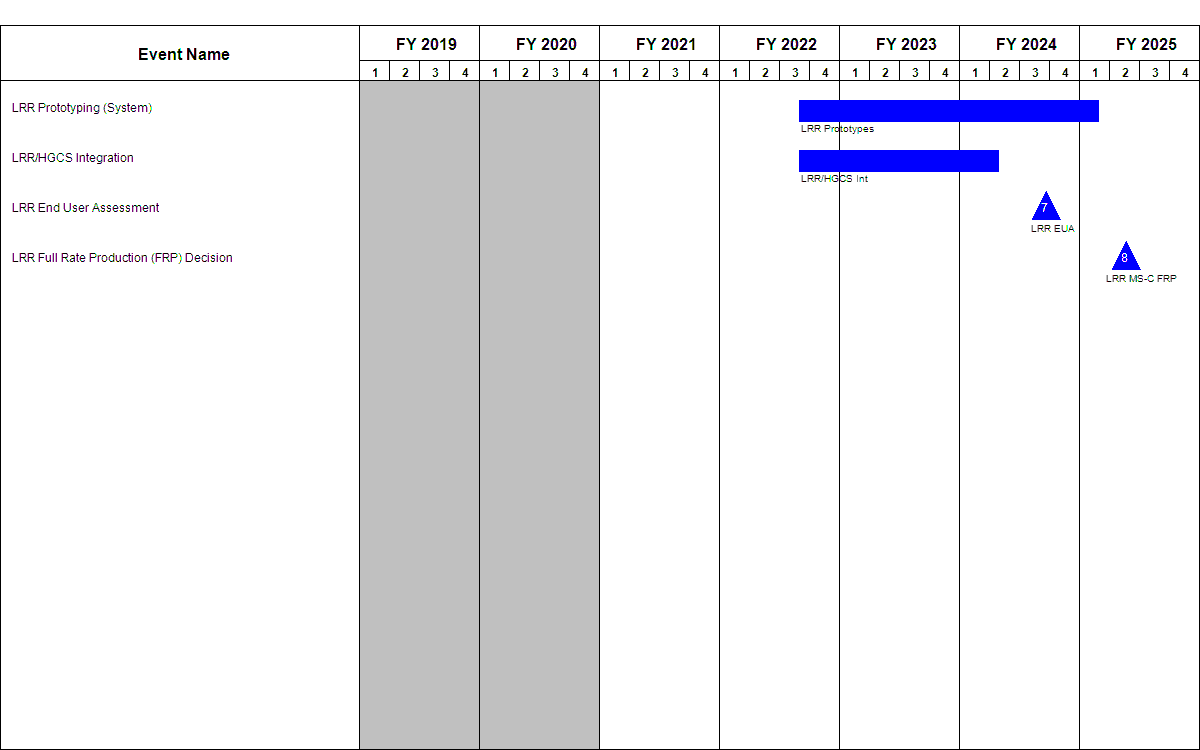 Event Name
FY 2019 FY 2020 FY 2021 FY 2022 FY 2023 FY 2024 FY 2025
1 2 3 4 1 2 3 4 1 2 3 4 1 2 3 4 1 2 3 4 1 2 3 4 1 2 3 4
LRR Prototyping (System)
LRR Prototypes
LRR/HGCS Integration
LRR/HGCS Int
LRR End User Assessment
7
LRR EUA
LRR Full Rate Production (FRP) Decision
8
LRR MS-C FRP